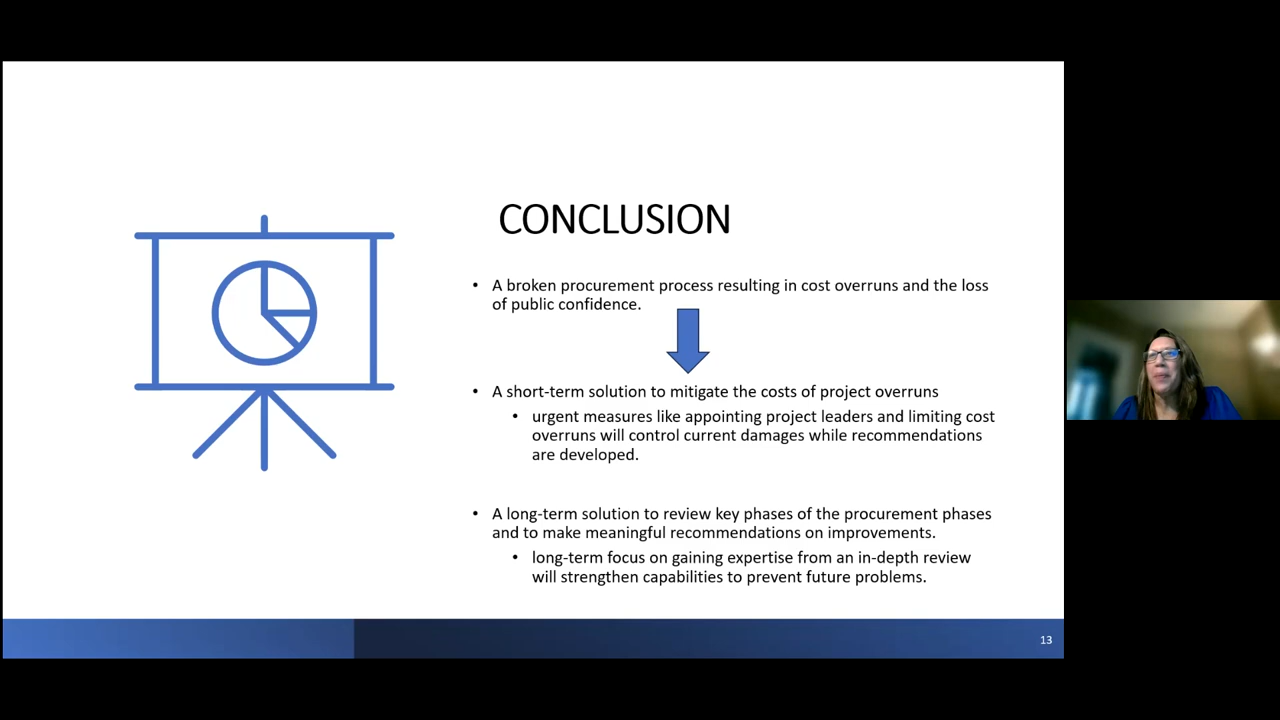 CONCLUSION
• A broken procurement process resulting in cost overruns and the loss
of public confidence.
• A short-term solution to mitigate the costs of project overruns
• urgent measures like appointing project leaders and limiting cost
overruns will control current damages while recommendations
are developed.
• A long-term solution to review key phases of the procurement phases
and to make meaningful recommendations on improvements.
• long-term focus on gaining expertise from an in-depth review
will strengthen capabilities to prevent future problems.
13